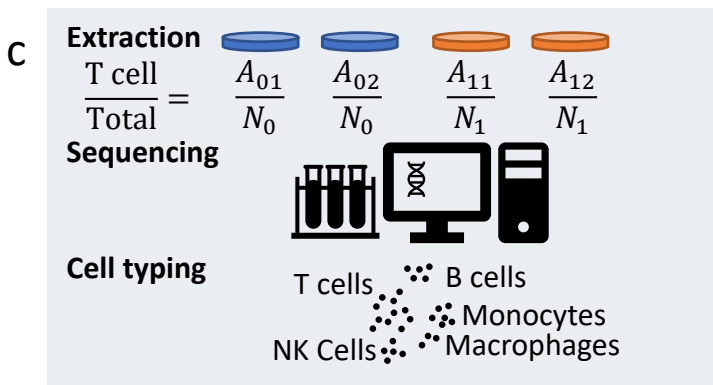 C
Extraction
T cell / Total = A₀₁ / N₀ A₀₂ / N₀ A₁₁ / N₁ A₁₂ / N₁
Sequencing
Cell typing
T cells
B cells
Monocytes
NK Cells
Macrophages